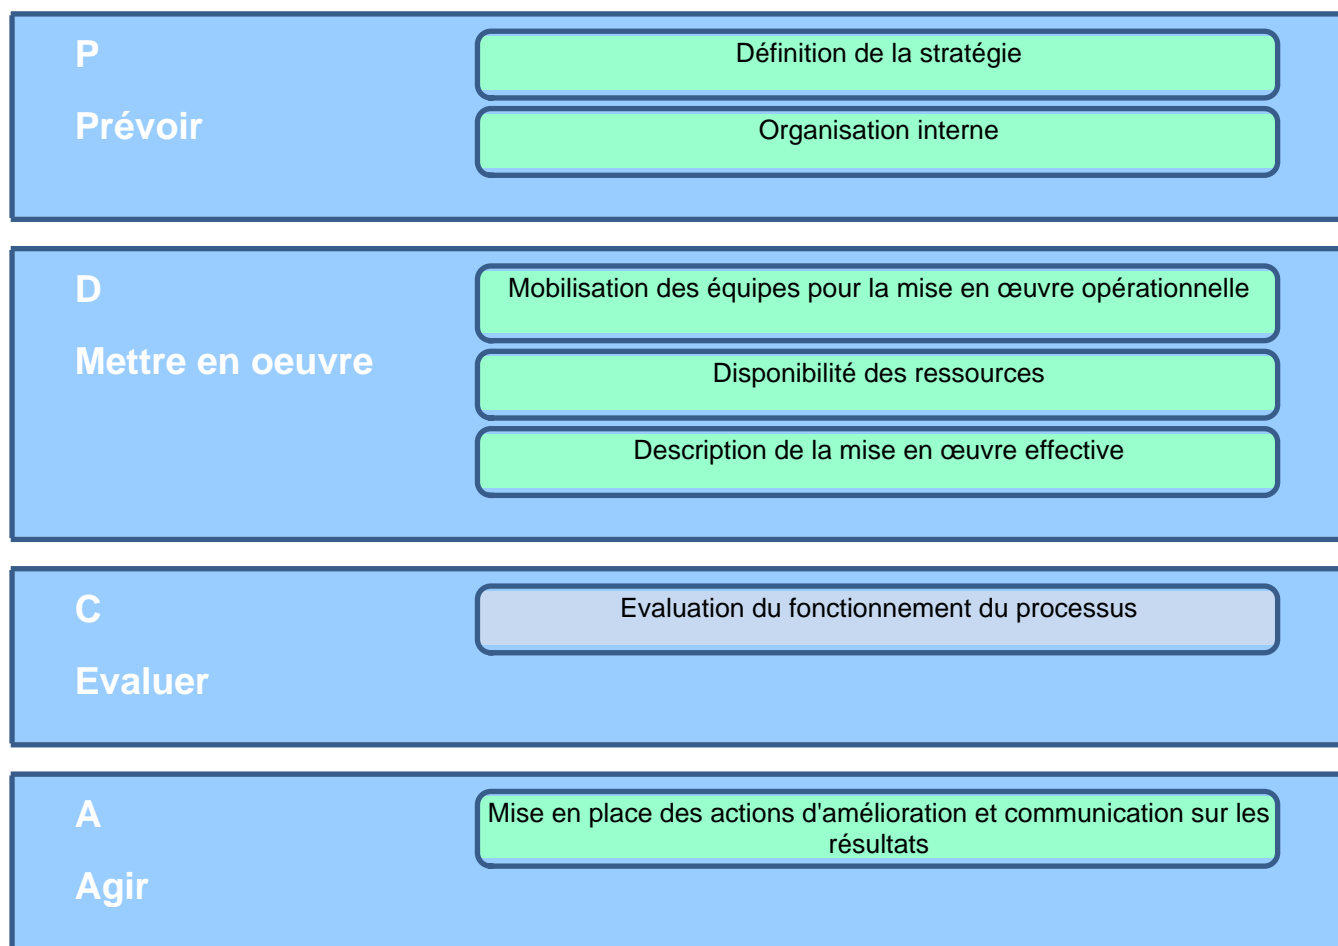 P
Prévoir
Définition de la stratégie
Organisation interne
D
Mettre en oeuvre
Mobilisation des équipes pour la mise en œuvre opérationnelle
Disponibilité des ressources
Description de la mise en œuvre effective
C
Evaluer
Evaluation du fonctionnement du processus
A
Agir
Mise en place des actions d'amélioration et communication sur les
résultats